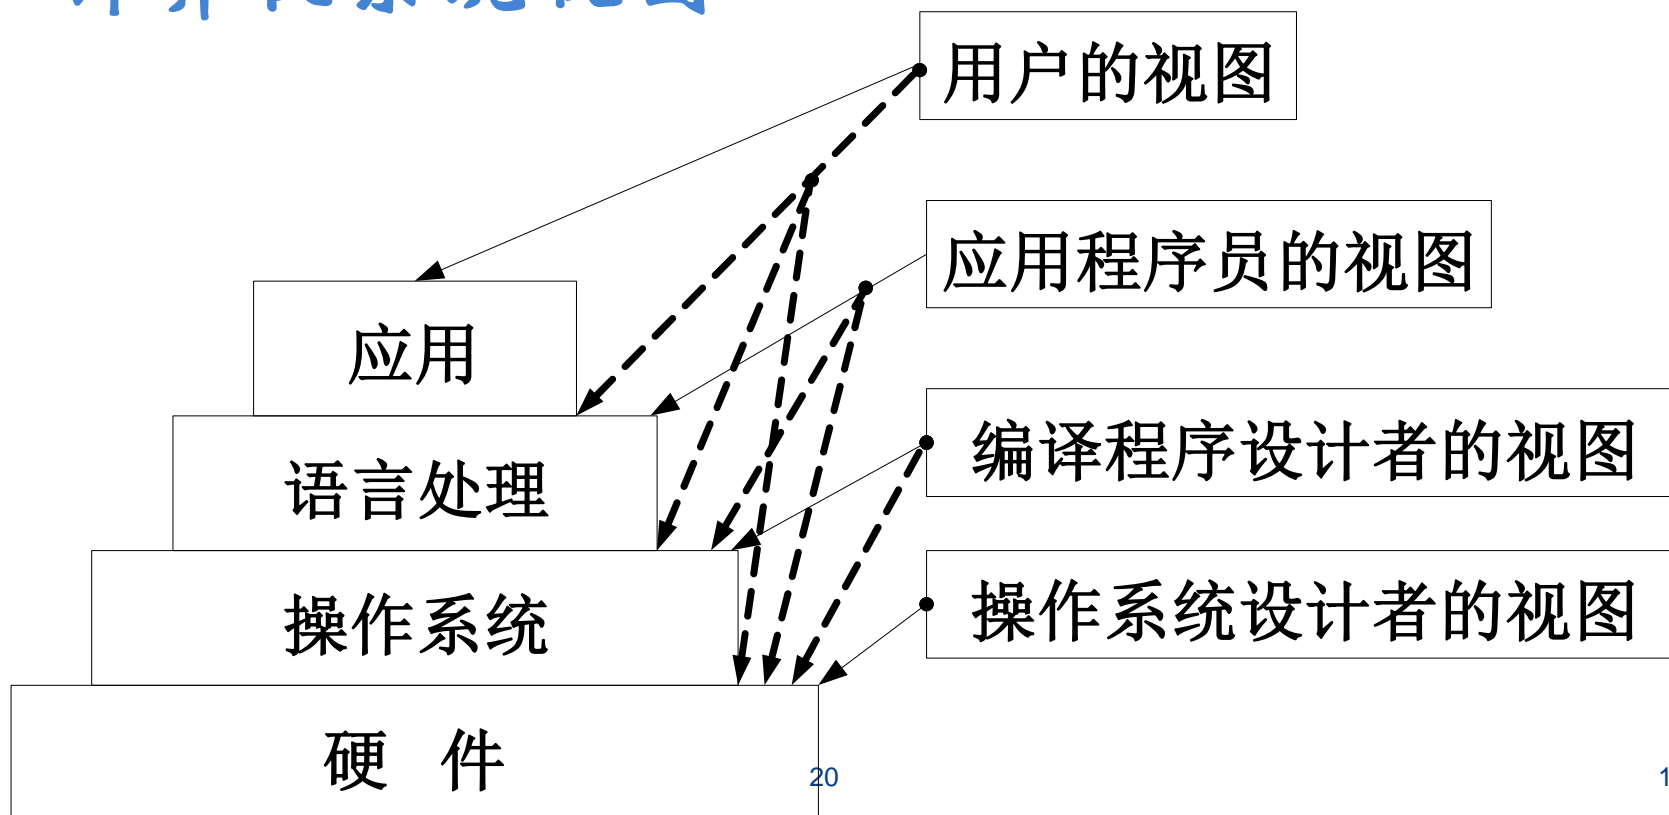 用户的视图
应用程序员的视图
应用
编译程序设计者的视图
语言处理
操作系统设计者的视图
操作系统
硬 件
20
1